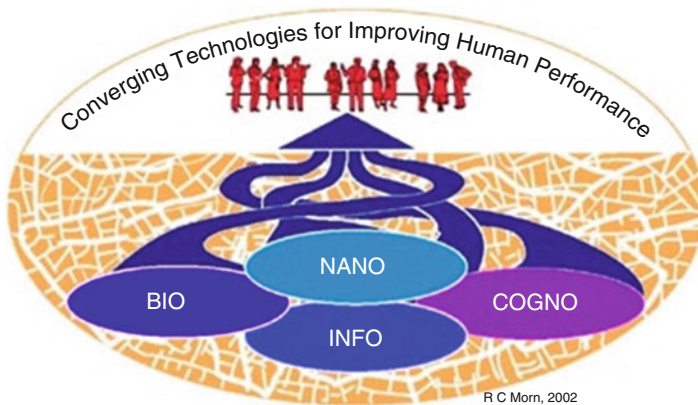 Converging Technologies for Improving Human Performance
NANO
BIO
COGNO
INFO
R C Morn, 2002